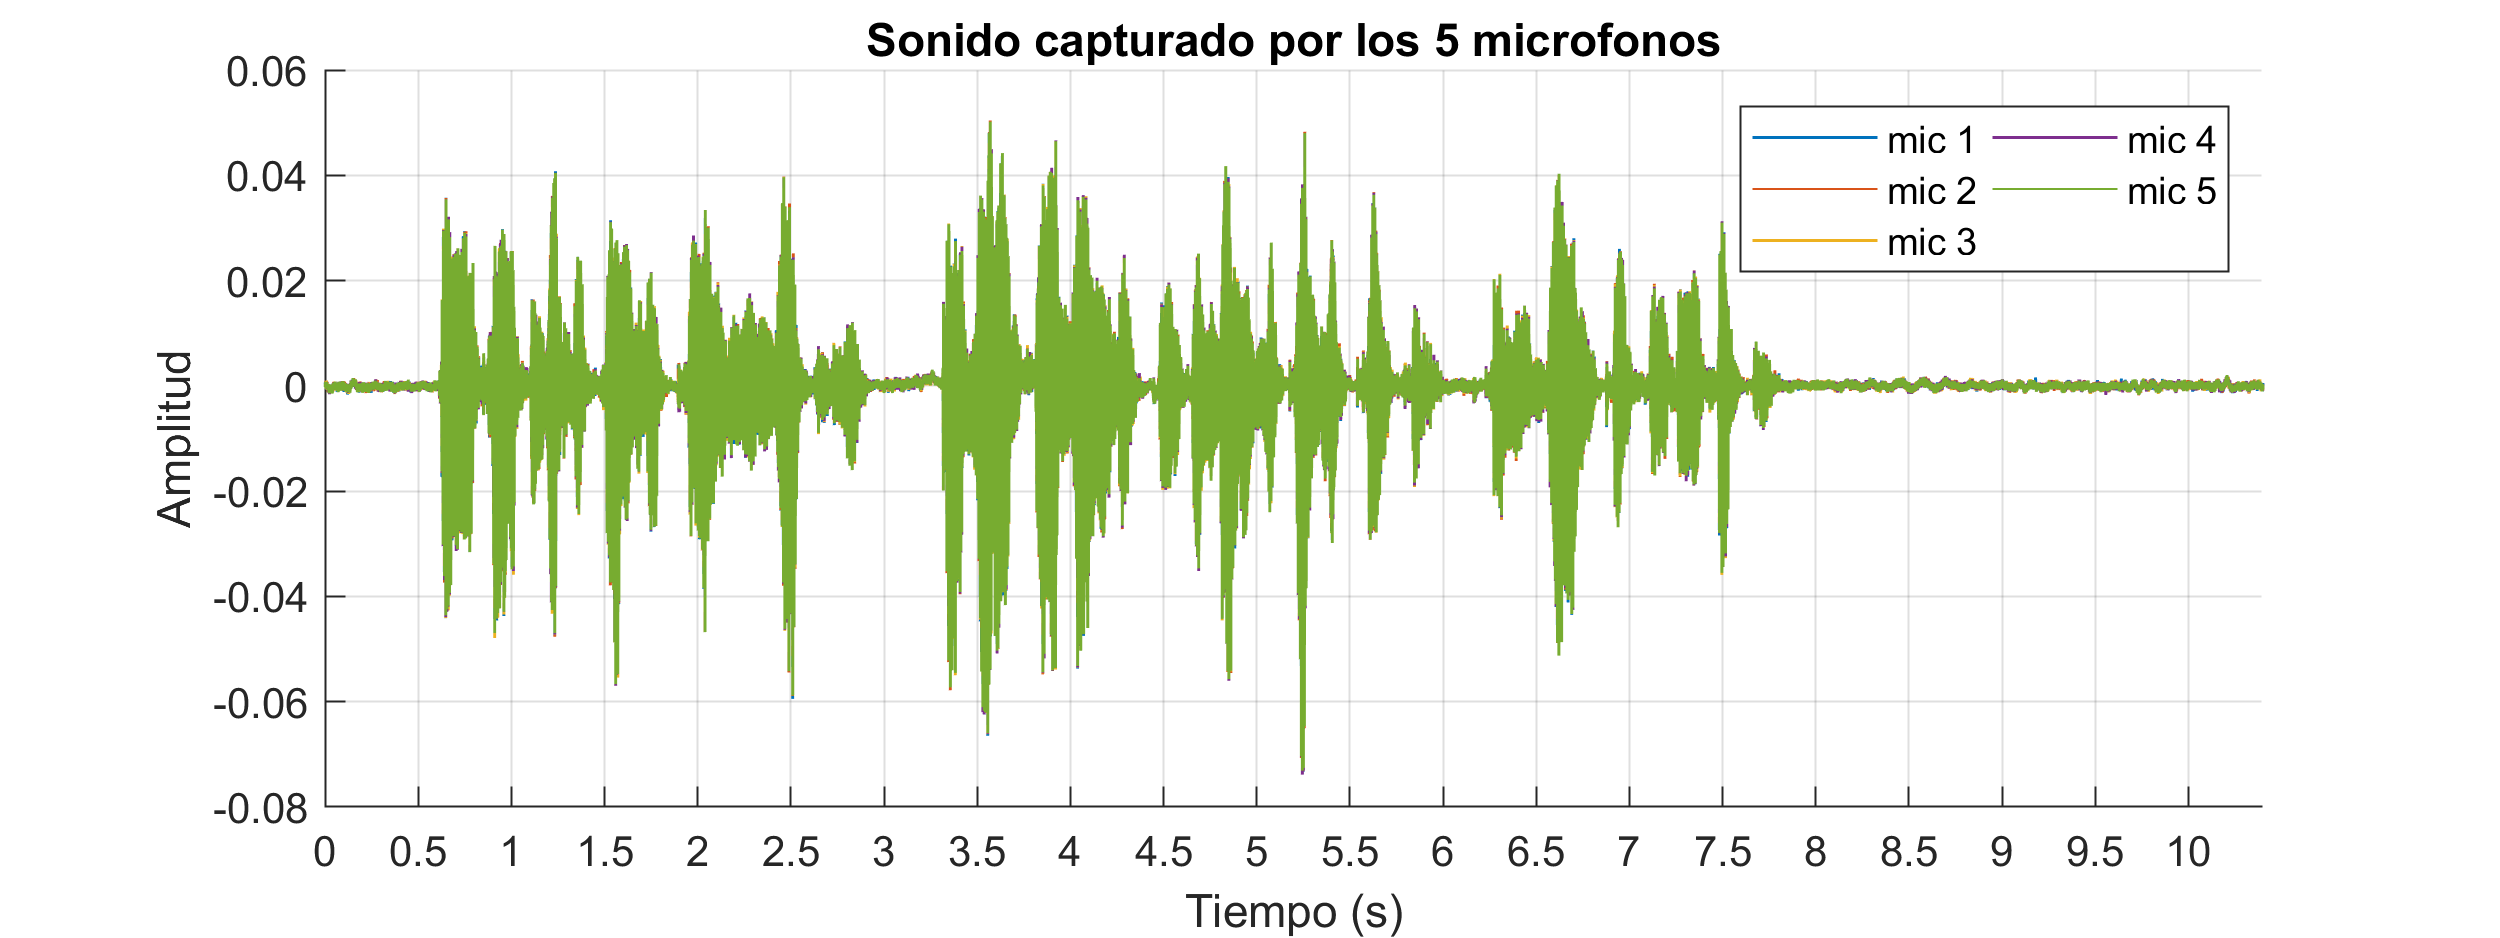 Sonido capturado por los 5 microfonos
0.06
0.04
0.02
0
-0.02
-0.04
-0.06
-0.08
Amplitud
mic 1 mic 4
mic 2 mic 5
mic 3
0 0.5 1 1.5 2 2.5 3 3.5 4 4.5 5 5.5 6 6.5 7 7.5 8 8.5 9 9.5 10
Tiempo (s)